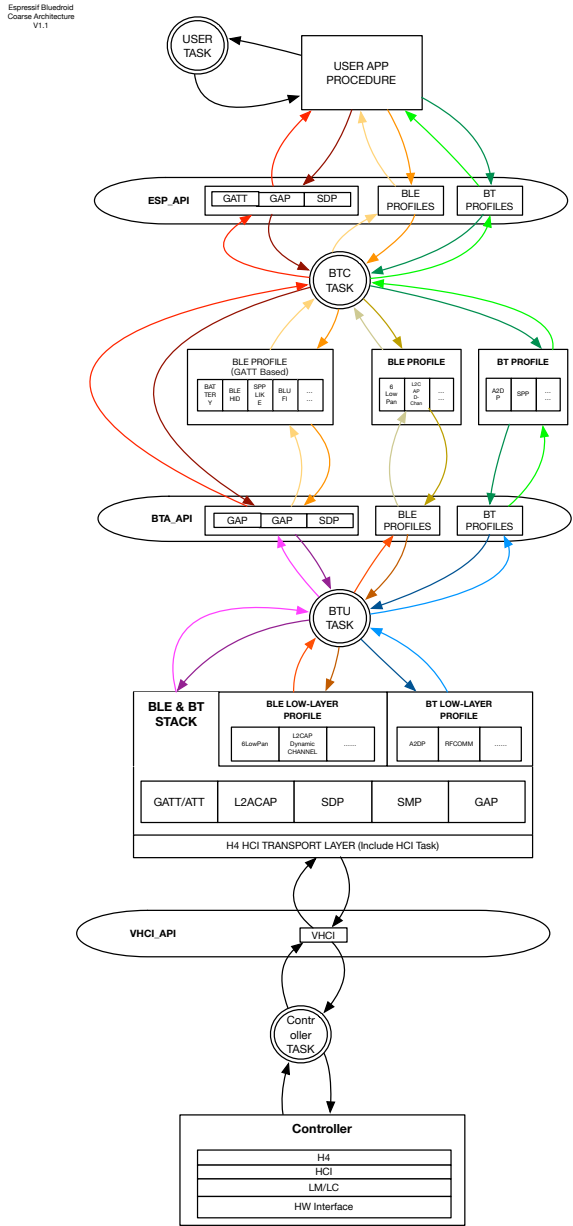 Espressif Bluedroid
Coarse Architecture
V1.1
USER
TASK
USER APP
PROCEDURE
ESP_API
GATT
GAP
SDP
BLE
PROFILES
BT
PROFILES
BTC
TASK
BLE PROFILE
(GATT Based)
BAT
TER
Y
BLE
HID
SPP
LIK
E
BLU
FI
...
...
BLE PROFILE
6
Low
Pan
L2C
AP
D-
Chan
...
...
BT PROFILE
A2D
P
SPP
...
...
BTA_API
GAP
GAP
SDP
BLE
PROFILES
BT
PROFILES
BTU
TASK
BLE & BT
STACK
BLE LOW-LAYER
PROFILE
6LowPan
L2CAP
Dynamic
CHANNEL
......
BT LOW-LAYER
PROFILE
A2DP
RFCOMM
......
GATT/ATT
L2ACAP
SDP
SMP
GAP
H4 HCI TRANSPORT LAYER (Include HCI Task)
VHCI_API
VHCI
Contr
oller
TASK
Controller
H4
HCI
LM/LC
HW Interface